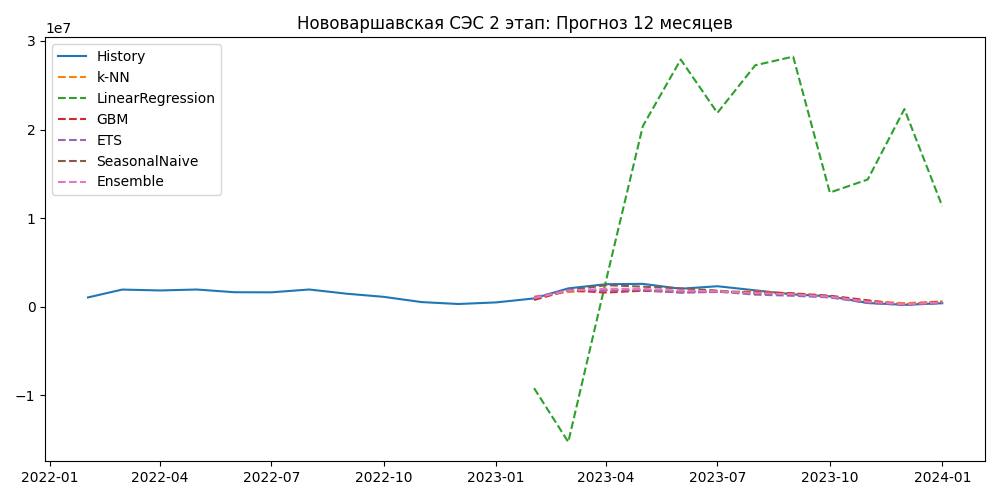 Нововаршавская СЭС 2 этап: Прогноз 12 месяцев
1e7
3
2
1
0
−1
History
k-NN
LinearRegression
GBM
ETS
SeasonalNaive
Ensemble
2022-01 2022-04 2022-07 2022-10 2023-01 2023-04 2023-07 2023-10 2024-01